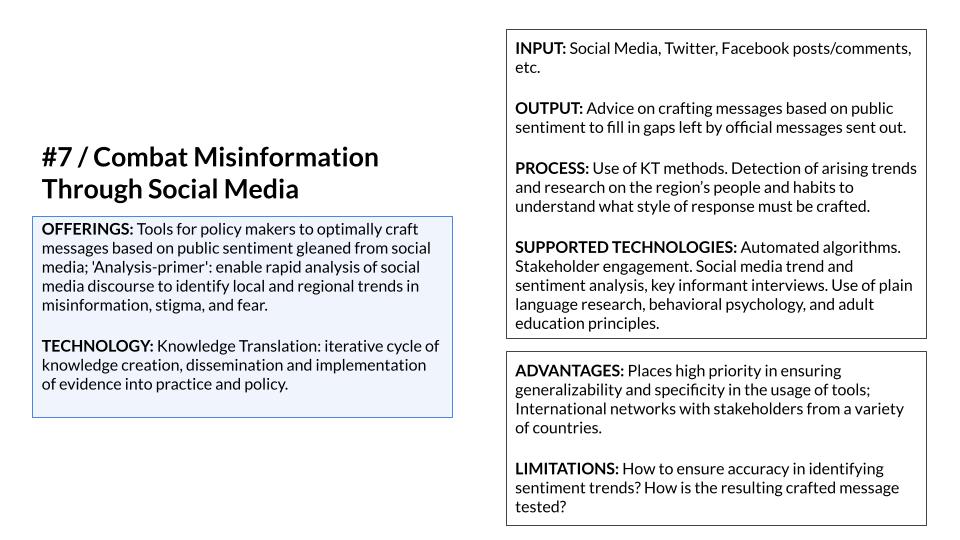 #7 / Combat Misinformation
Through Social Media
OFFERINGS: Tools for policy makers to optimally craft
messages based on public sentiment gleaned from social
media; 'Analysis-primer': enable rapid analysis of social
media discourse to identify local and regional trends in
misinformation, stigma, and fear.
TECHNOLOGY: Knowledge Translation: iterative cycle of
knowledge creation, dissemination and implementation
of evidence into practice and policy.
INPUT: Social Media, Twitter, Facebook posts/comments,
etc.
OUTPUT: Advice on crafting messages based on public
sentiment to fill in gaps left by official messages sent out.
PROCESS: Use of KT methods. Detection of arising trends
and research on the region’s people and habits to
understand what style of response must be crafted.
SUPPORTED TECHNOLOGIES: Automated algorithms.
Stakeholder engagement. Social media trend and
sentiment analysis, key informant interviews. Use of plain
language research, behavioral psychology, and adult
education principles.
ADVANTAGES: Places high priority in ensuring
generalizability and specificity in the usage of tools;
International networks with stakeholders from a variety
of countries.
LIMITATIONS: How to ensure accuracy in identifying
sentiment trends? How is the resulting crafted message
tested?